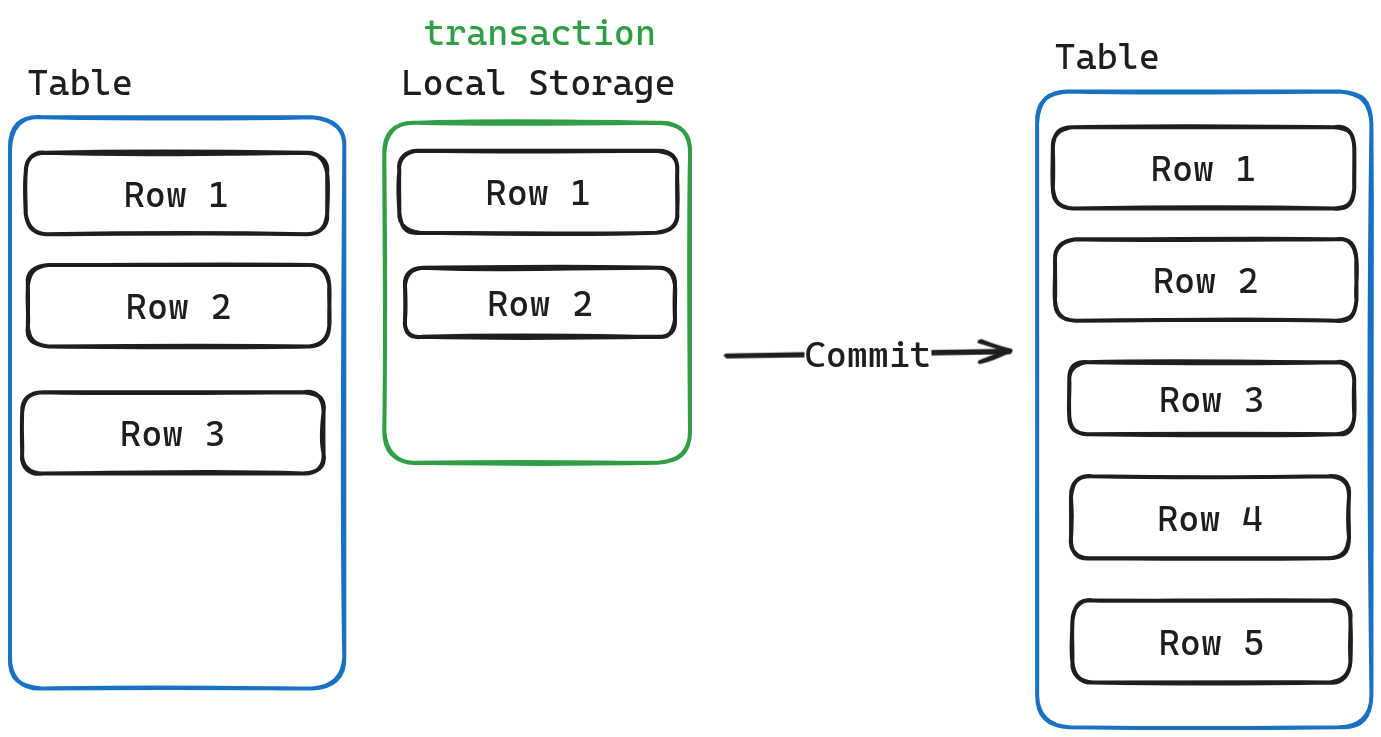 Table
Row 1
Row 2
Row 3
transaction
Local Storage
Row 1
Row 2
Commit
Table
Row 1
Row 2
Row 3
Row 4
Row 5